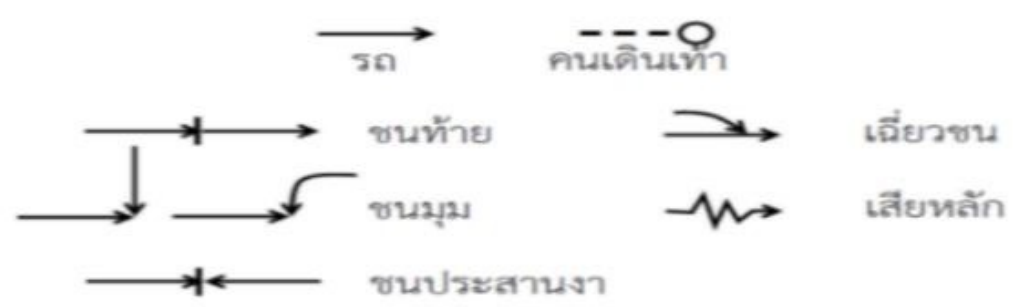 รถ คนเดินเท้า
ชนท้าย เฉี่ยวชน
ชนมุม เสียหลัก
ชนประสานงา